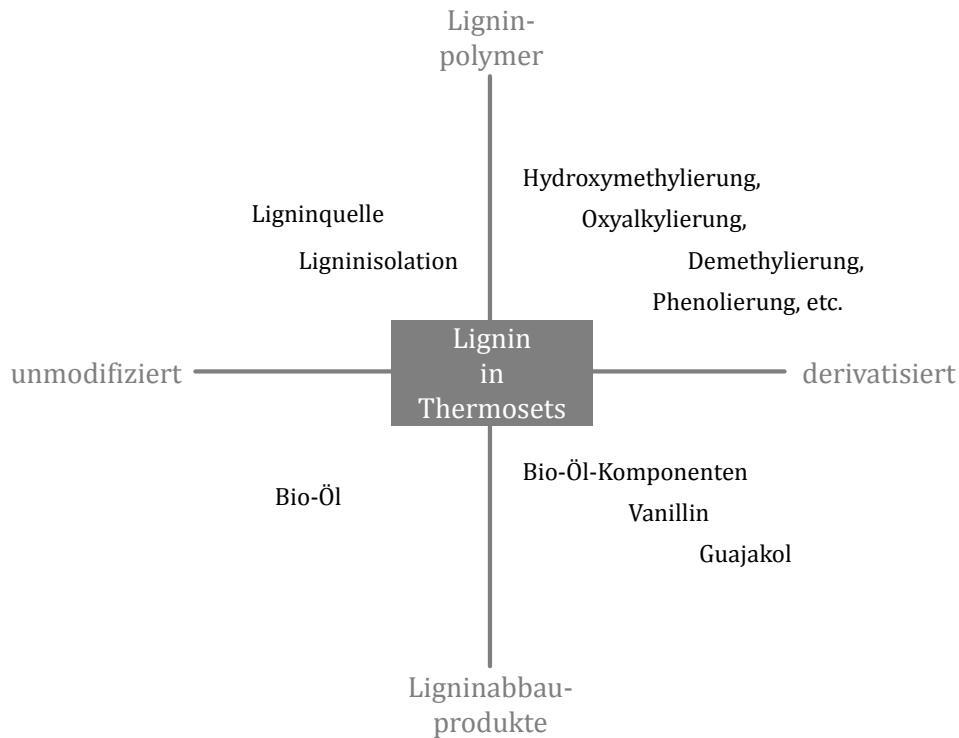 Lignin-
polymer
Ligninquelle
Ligninisolation
Hydroxymethylierung,
Oxyalkylierung,
Demethylierung,
Phenolierung, etc.
unmodifiziert
Lignin
in
Thermosets
derivatisiert
Bio-Öl
Bio-Öl-Komponenten
Vanillin
Guajakol
Ligninabbau-
produkte